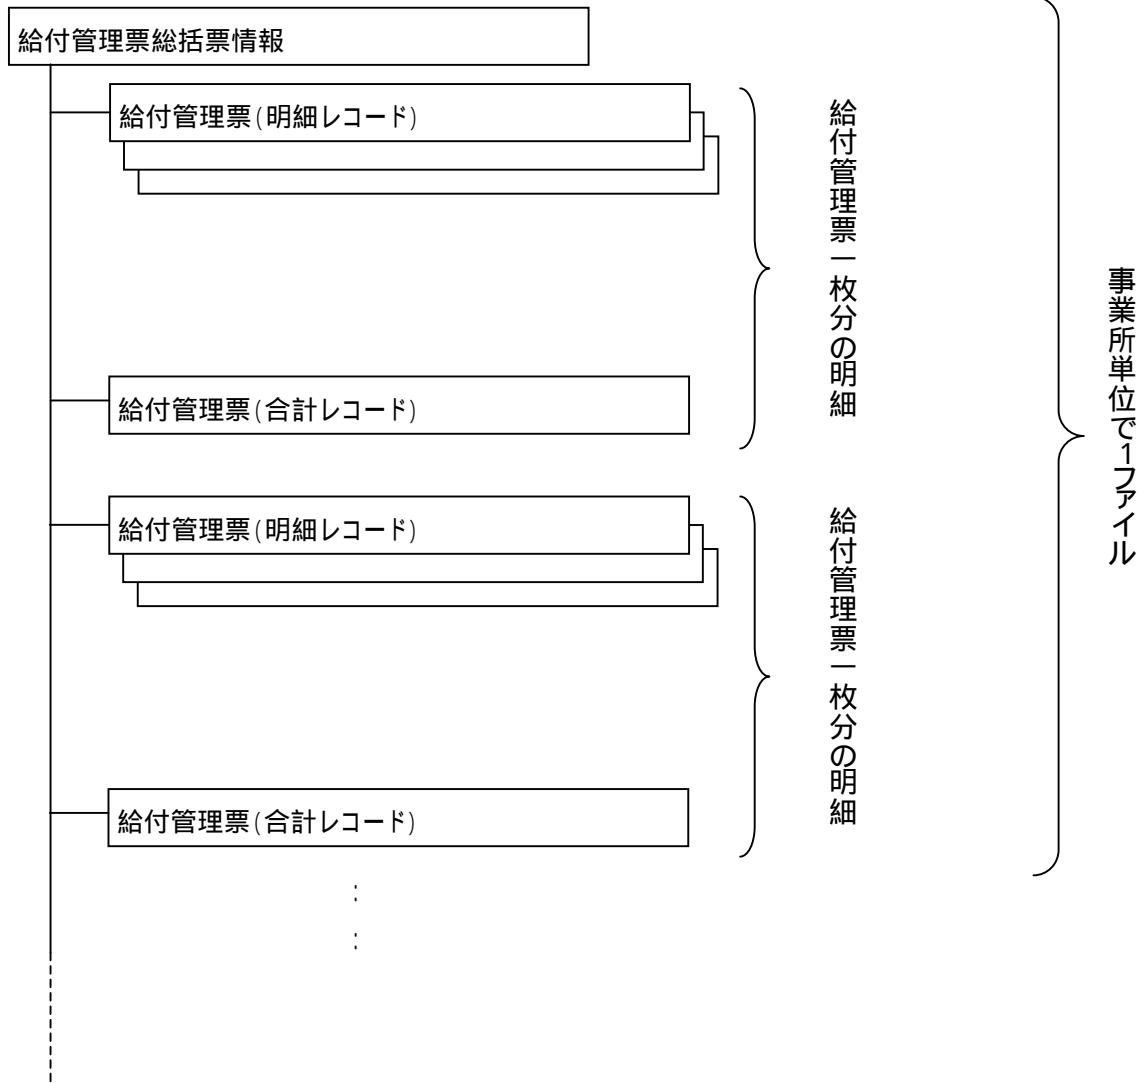 給付管理票総括票情報
給付管理票(明細レコード)
給付管理票一枚分の明細
給付管理票(合計レコード)
事業所単位で1ファイル
給付管理票(明細レコード)
給付管理票一枚分の明細
給付管理票(合計レコード)
:
: